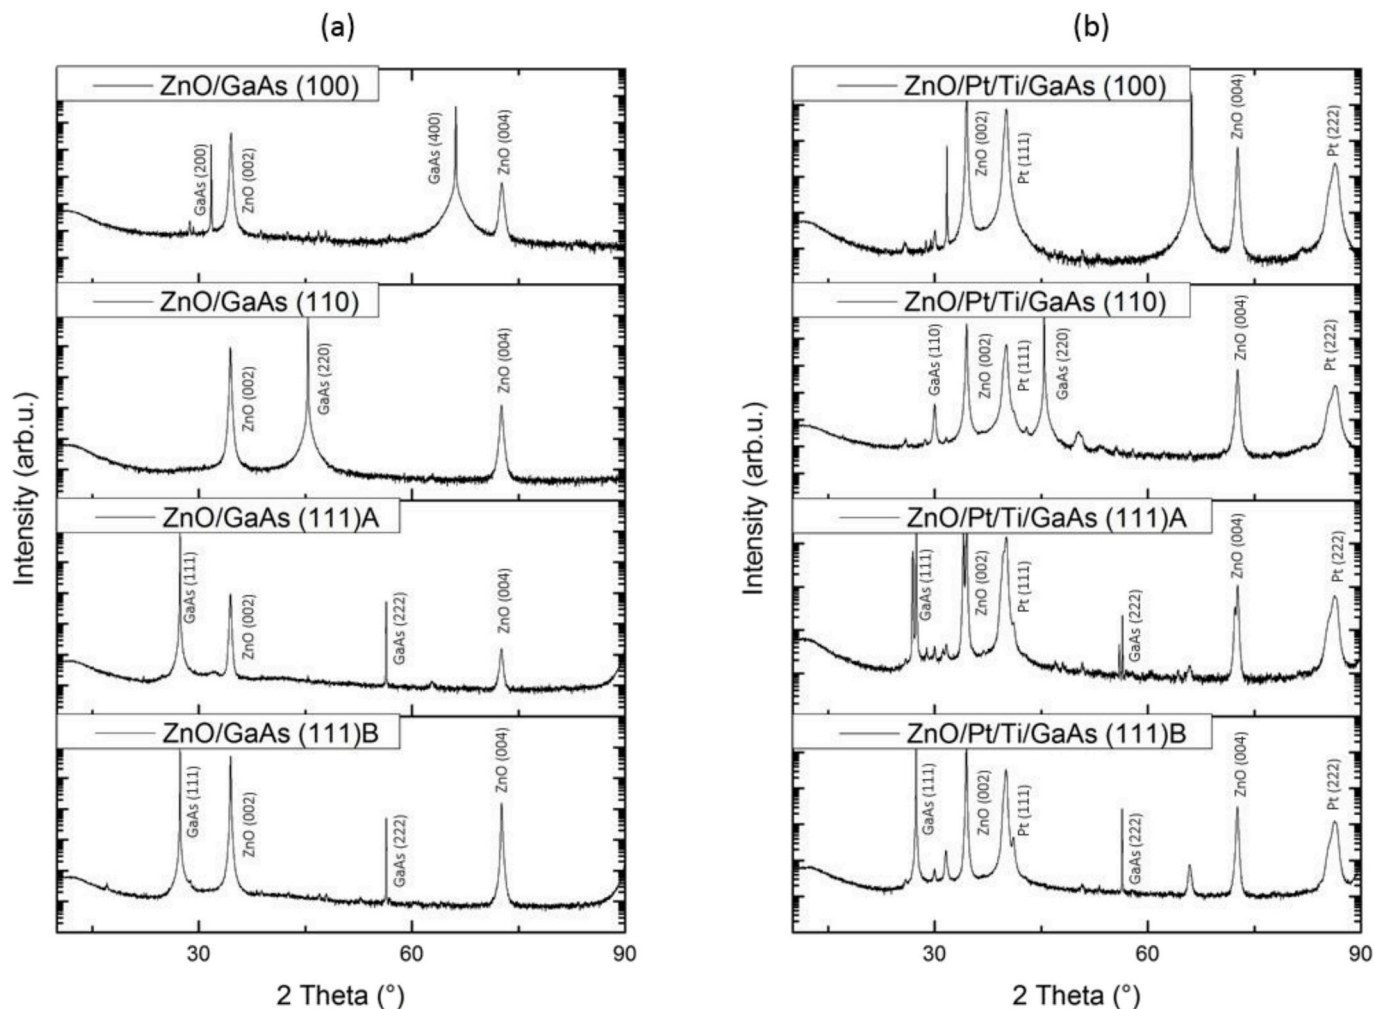 (a)
ZnO/GaAs (100)
GaAs (200)
ZnO (002)
GaAs (400)
ZnO (004)
ZnO/GaAs (110)
ZnO (002)
GaAs (220)
ZnO (004)
ZnO/GaAs (111)A
GaAs (111)
ZnO (002)
GaAs (222)
ZnO (004)
ZnO/GaAs (111)B
GaAs (111)
ZnO (002)
GaAs (222)
ZnO (004)
Intensity (arb.u.)
30
60
90
2 Theta (°)
(b)
ZnO/Pt/Ti/GaAs (100)
ZnO (002)
Pt (111)
ZnO (004)
Pt (222)
ZnO/Pt/Ti/GaAs (110)
GaAs (110)
ZnO (002)
Pt (111)
GaAs (220)
ZnO (004)
Pt (222)
ZnO/Pt/Ti/GaAs (111)A
GaAs (111)
ZnO (002)
Pt (111)
GaAs (222)
ZnO (004)
Pt (222)
ZnO/Pt/Ti/GaAs (111)B
GaAs (111)
ZnO (002)
Pt (111)
GaAs (222)
ZnO (004)
Pt (222)
Intensity (arb.u.)
30
60
90
2 Theta (°)